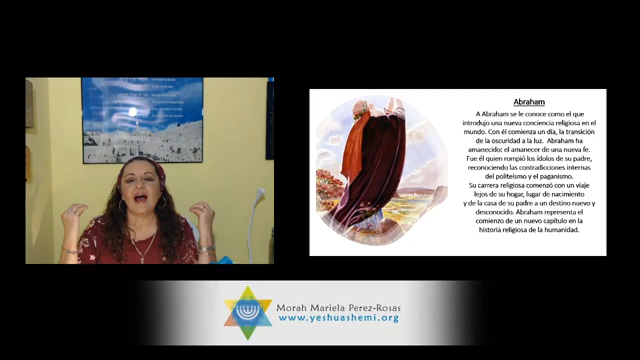 Abraham
A Abraham se le conoce como el que
introdujo una nueva conciencia religiosa en el
mundo. Con él comienza un día, la transición
de la oscuridad a la luz. Abraham ha
amanecido: el amanecer de una nueva fe.
Fue él quien rompió los ídolos de su padre,
reconociendo las contradicciones internas
del politeísmo y el paganismo.
Su carrera religiosa comenzó con un viaje
lejos de su hogar, lugar de nacimiento
y de la casa de su padre a un destino nuevo y
desconocido. Abraham representa el
comienzo de un nuevo capítulo en la
historia religiosa de la humanidad.
Morah Mariela Perez-Rosas
www.yeshuashemi.org